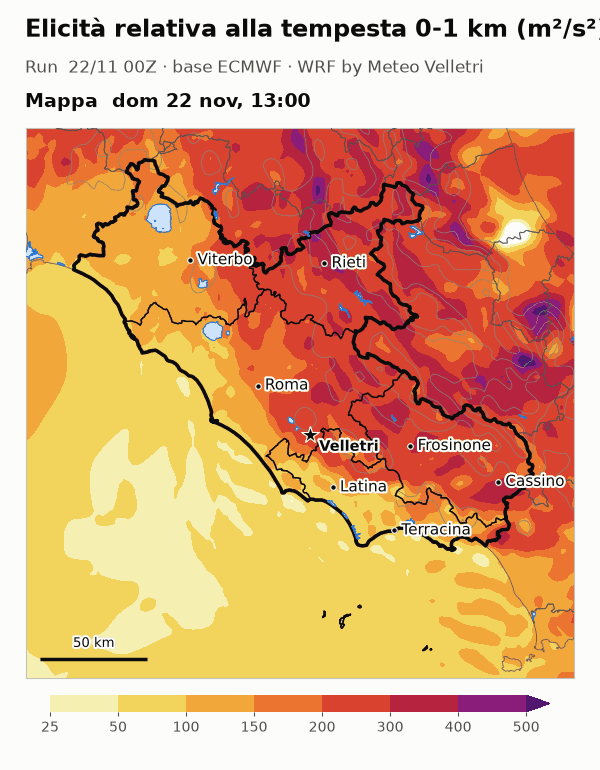 Elicità relativa alla tempesta 0-1 km (m²/s²)
Run 22/11 00Z · base ECMWF · WRF by Meteo Velletri
Mappa dom 22 nov, 13:00
Viterbo
Rieti
Roma
Velletri
Frosinone
Cassino
Latina
Terracina
50 km
25 50 100 150 200 300 400 500